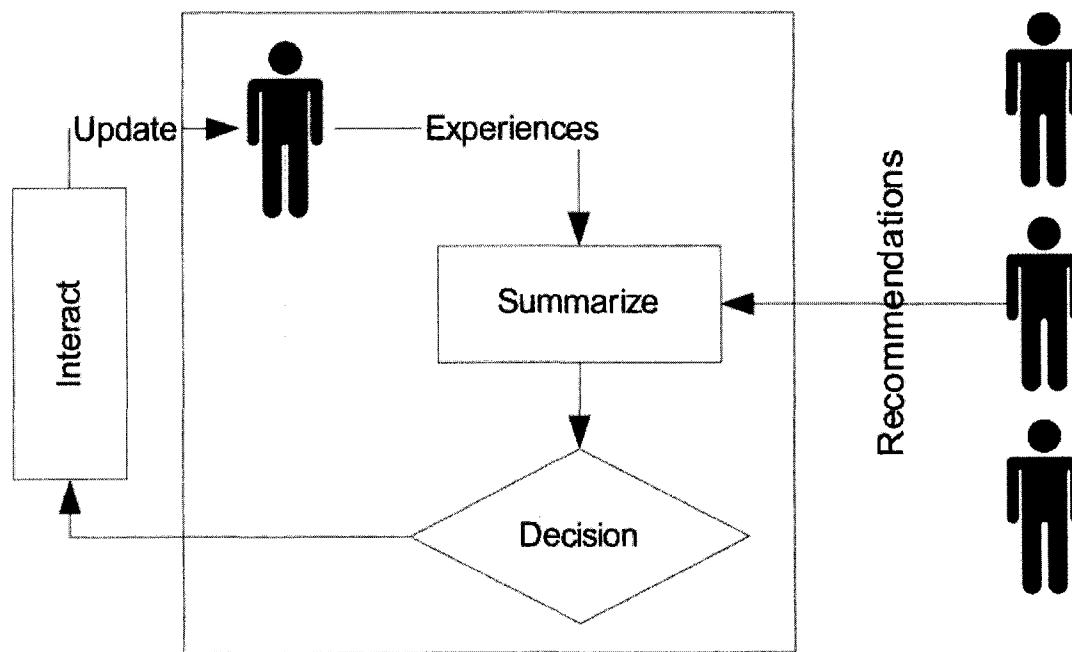 Update
Experiences
Recommendations
Summarize
Interact
Decision